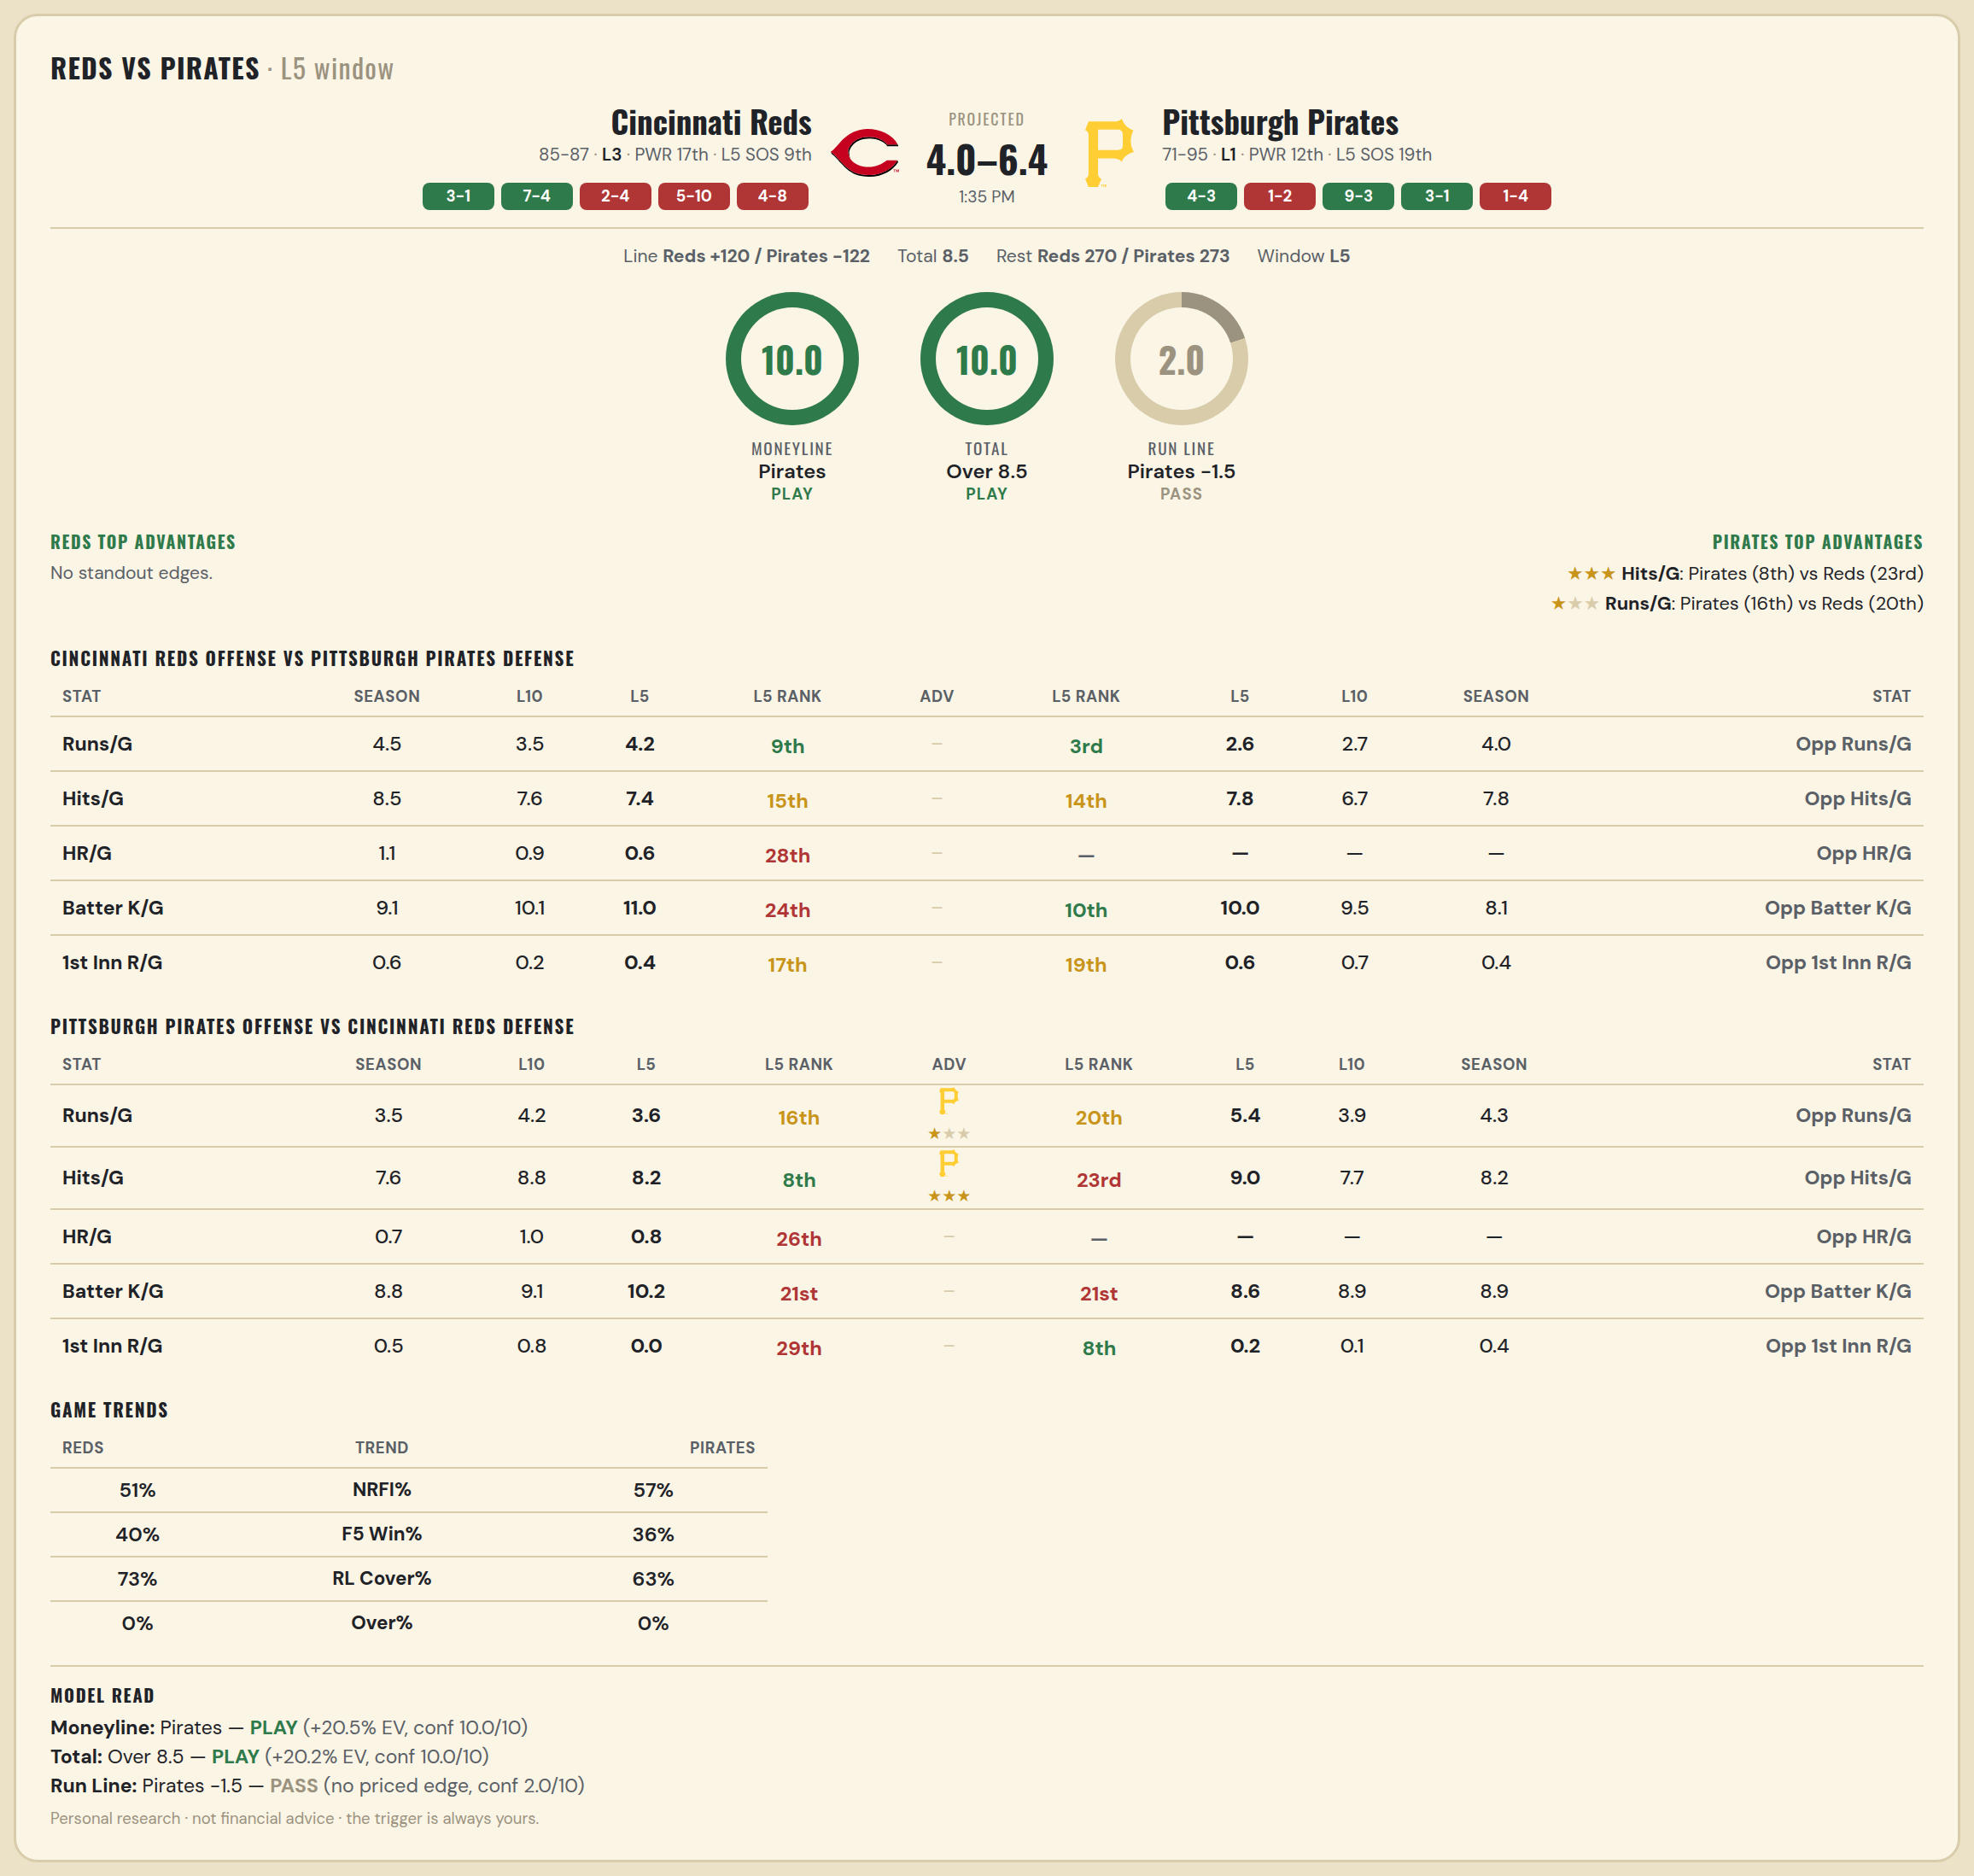 REDS VS PIRATES · L5 window
Cincinnati Reds
85-87 · L3 · PWR 17th · L5 SOS 9th
3-1 7-4 2-4 5-10 4-8
PROJECTED
4.0–6.4
1:35 PM
Pittsburgh Pirates
71-95 · L1 · PWR 12th · L5 SOS 19th
4-3 1-2 9-3 3-1 1-4
Line Reds +120 / Pirates -122 Total 8.5 Rest Reds 270 / Pirates 273 Window L5
10.0 10.0 2.0
MONEYLINE TOTAL RUN LINE
Pirates Over 8.5 Pirates -1.5
PLAY PLAY PASS
REDS TOP ADVANTAGES
No standout edges.
PIRATES TOP ADVANTAGES
★★★ Hits/G: Pirates (8th) vs Reds (23rd)
★★★ Runs/G: Pirates (16th) vs Reds (20th)
CINCINNATI REDS OFFENSE VS PITTSBURGH PIRATES DEFENSE
STAT SEASON L10 L5 L5 RANK ADV L5 RANK L5 L10 SEASON STAT
Runs/G 4.5 3.5 4.2 9th — 3rd 2.6 2.7 4.0 Opp Runs/G
Hits/G 8.5 7.6 7.4 15th — 14th 7.8 6.7 7.8 Opp Hits/G
HR/G 1.1 0.9 0.6 28th — — — — — Opp HR/G
Batter K/G 9.1 10.1 11.0 24th — 10th 10.0 9.5 8.1 Opp Batter K/G
1st Inn R/G 0.6 0.2 0.4 17th — 19th 0.6 0.7 0.4 Opp 1st Inn R/G
PITTSBURGH PIRATES OFFENSE VS CINCINNATI REDS DEFENSE
STAT SEASON L10 L5 L5 RANK ADV L5 RANK L5 L10 SEASON STAT
Runs/G 3.5 4.2 3.6 16th P ★★★ 20th 5.4 3.9 4.3 Opp Runs/G
Hits/G 7.6 8.8 8.2 8th P ★★★ 23rd 9.0 7.7 8.2 Opp Hits/G
HR/G 0.7 1.0 0.8 26th — — — — — Opp HR/G
Batter K/G 8.8 9.1 10.2 21st — 21st 8.6 8.9 8.9 Opp Batter K/G
1st Inn R/G 0.5 0.8 0.0 29th — 8th 0.2 0.1 0.4 Opp 1st Inn R/G
GAME TRENDS
REDS TREND PIRATES
51% NRFI% 57%
40% F5 Win% 36%
73% RL Cover% 63%
0% Over% 0%
MODEL READ
Moneyline: Pirates — PLAY (+20.5% EV, conf 10.0/10)
Total: Over 8.5 — PLAY (+20.2% EV, conf 10.0/10)
Run Line: Pirates -1.5 — PASS (no priced edge, conf 2.0/10)
Personal research · not financial advice · the trigger is always yours.